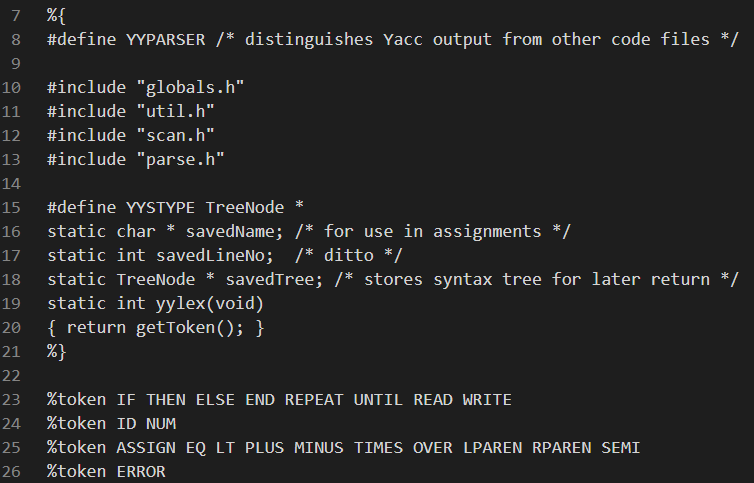 7 %{
8 #define YYPARSER /* distinguishes Yacc output from other code files */
9
10 #include "globals.h"
11 #include "util.h"
12 #include "scan.h"
13 #include "parse.h"
14
15 #define YYSTYPE TreeNode *
16 static char * savedName; /* for use in assignments */
17 static int savedLineNo;  /* ditto */
18 static TreeNode * savedTree; /* stores syntax tree for later return */
19 static int yylex(void)
20 { return getToken(); }
21 %}
22
23 %token IF THEN ELSE END REPEAT UNTIL READ WRITE
24 %token ID NUM
25 %token ASSIGN EQ LT PLUS MINUS TIMES OVER LPAREN RPAREN SEMI
26 %token ERROR